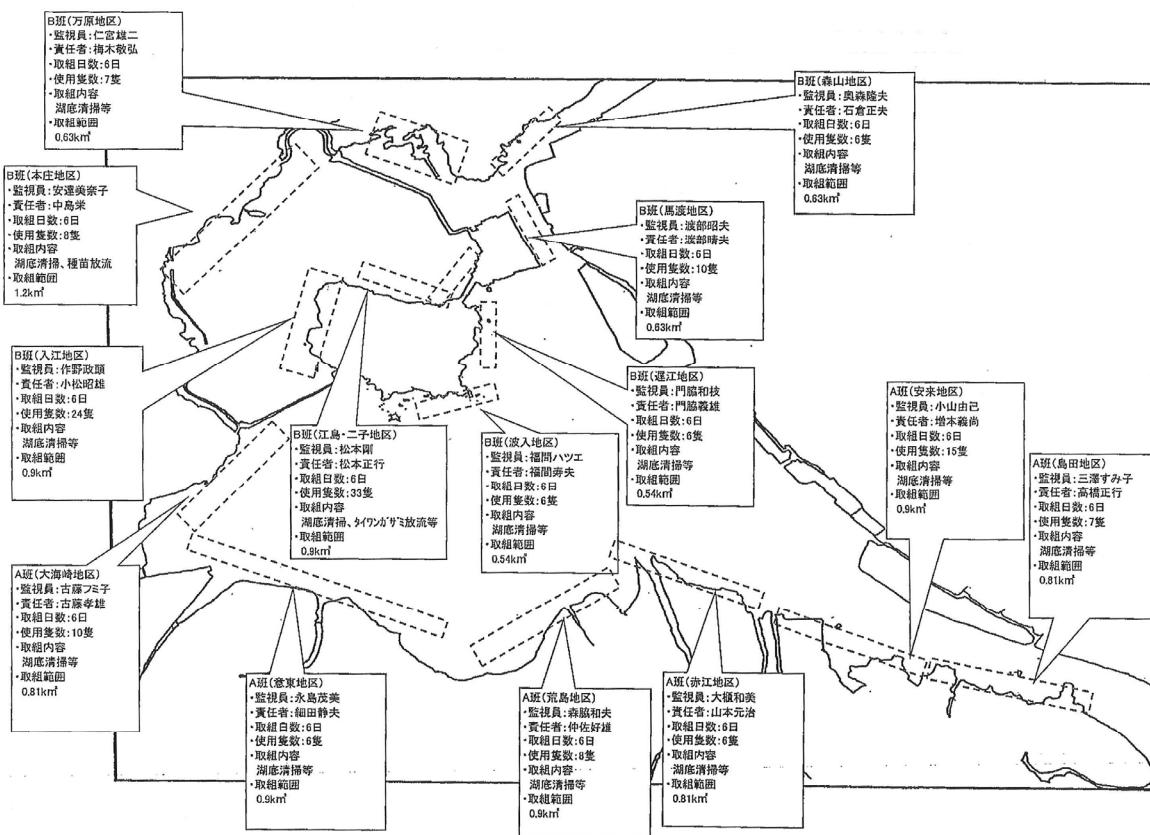 B班(万原地区)
・監視員:仁宮雄二
・責任者:梅木敬弘
・取組日数:6日
・使用隻数:7隻
・取組内容
湖底清掃等
・取組範囲
0.63k㎡
B班(森山地区)
・監視員:奥森隆夫
・責任者:石倉正夫
・取組日数:6日
・使用隻数:6隻
・取組内容
湖底清掃等
・取組範囲
0.63k㎡
B班(本庄地区)
・監視員:安達美奈子
・責任者:中島栄
・取組日数:6日
・使用隻数:8隻
・取組内容
湖底清掃、種苗放流
・取組範囲
1.2k㎡
B班(馬渡地区)
・監視員:渡部昭夫
・責任者:渡部晴夫
・取組日数:6日
・使用隻数:10隻
・取組内容
湖底清掃等
・取組範囲
0.63k㎡
B班(入江地区)
・監視員:作野政頭
・責任者:小松昭雄
・取組日数:6日
・使用隻数:24隻
・取組内容
湖底清掃等
・取組範囲
0.9k㎡
B班(遅江地区)
・監視員:門脇和枝
・責任者:門脇義雄
・取組日数:6日
・使用隻数:6隻
・取組内容
湖底清掃等
・取組範囲
0.54k㎡
A班(安来地区)
・監視員:小山由己
・責任者:増本義尚
・取組日数:6日
・使用隻数:15隻
・取組内容
湖底清掃等
・取組範囲
0.9k㎡
B班(江島・二子地区)
・監視員:松本剛
・責任者:松本正行
・取組日数:6日
・使用隻数:33隻
・取組内容
湖底清掃、タイワンガザミ放流等
・取組範囲
0.9k㎡
B班(波入地区)
・監視員:福間ハツエ
・責任者:福間寿夫
・取組日数:6日
・使用隻数:6隻
・取組内容
湖底清掃等
・取組範囲
0.54k㎡
A班(島田地区)
・監視員:三澤すみ子
・責任者:高橋正行
・取組日数:6日
・使用隻数:7隻
・取組内容
湖底清掃等
・取組範囲
0.81k㎡
A班(大海崎地区)
・監視員:古藤フミ子
・責任者:古藤孝雄
・取組日数:6日
・使用隻数:10隻
・取組内容
湖底清掃等
・取組範囲
0.81k㎡
A班(意東地区)
・監視員:永島茂美
・責任者:細田静夫
・取組日数:6日
・使用隻数:6隻
・取組内容
湖底清掃等
・取組範囲
0.9k㎡
A班(荒島地区)
・監視員:森脇和夫
・責任者:仲佐好雄
・取組日数:6日
・使用隻数:8隻
・取組内容
湖底清掃等
・取組範囲
0.9k㎡
A班(赤江地区)
・監視員:大櫃和美
・責任者:山本元治
・取組日数:6日
・使用隻数:6隻
・取組内容
湖底清掃等
・取組範囲
0.81k㎡